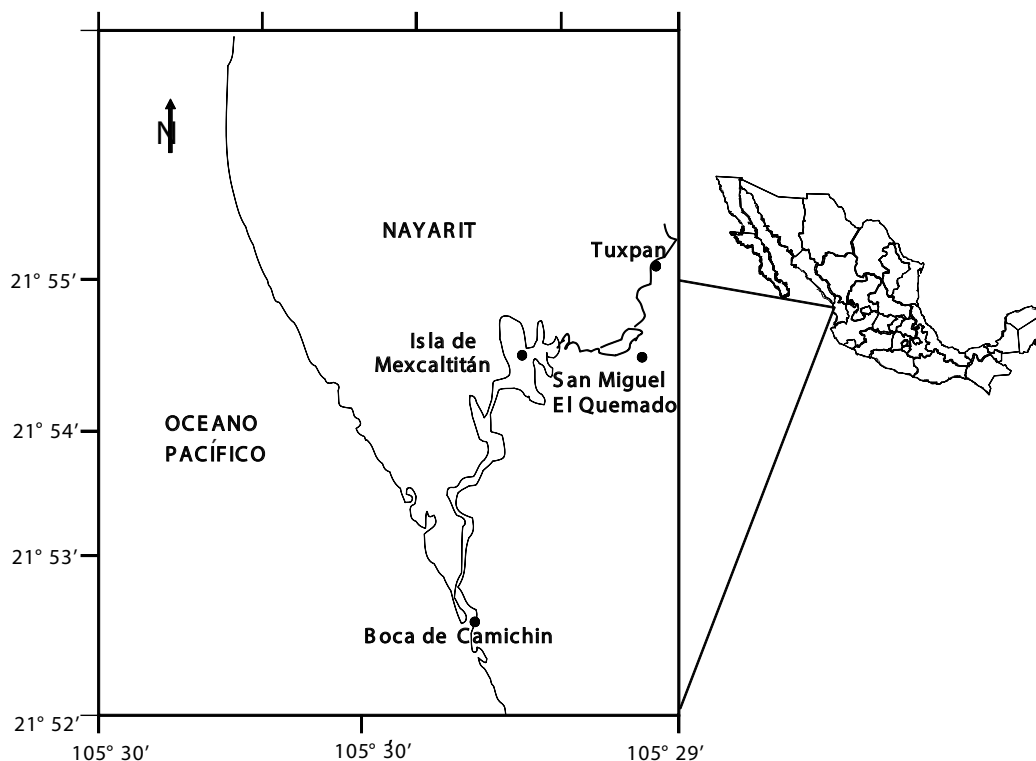 N
NAYARIT
Tuxpan
21° 55′
Isla de
Mexcaltitán
San Miguel
El Quemado
OCEANO
PACÍFICO
21° 54′
21° 53′
Boca de Camichin
21° 52′
105° 30′
105° 30′
105° 29′